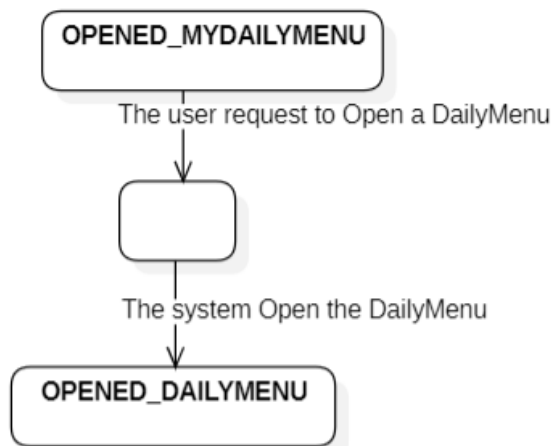 OPENED_MYDAILYMENU
The user request to Open a DailyMenu
The system Open the DailyMenu
OPENED_DAILYMENU